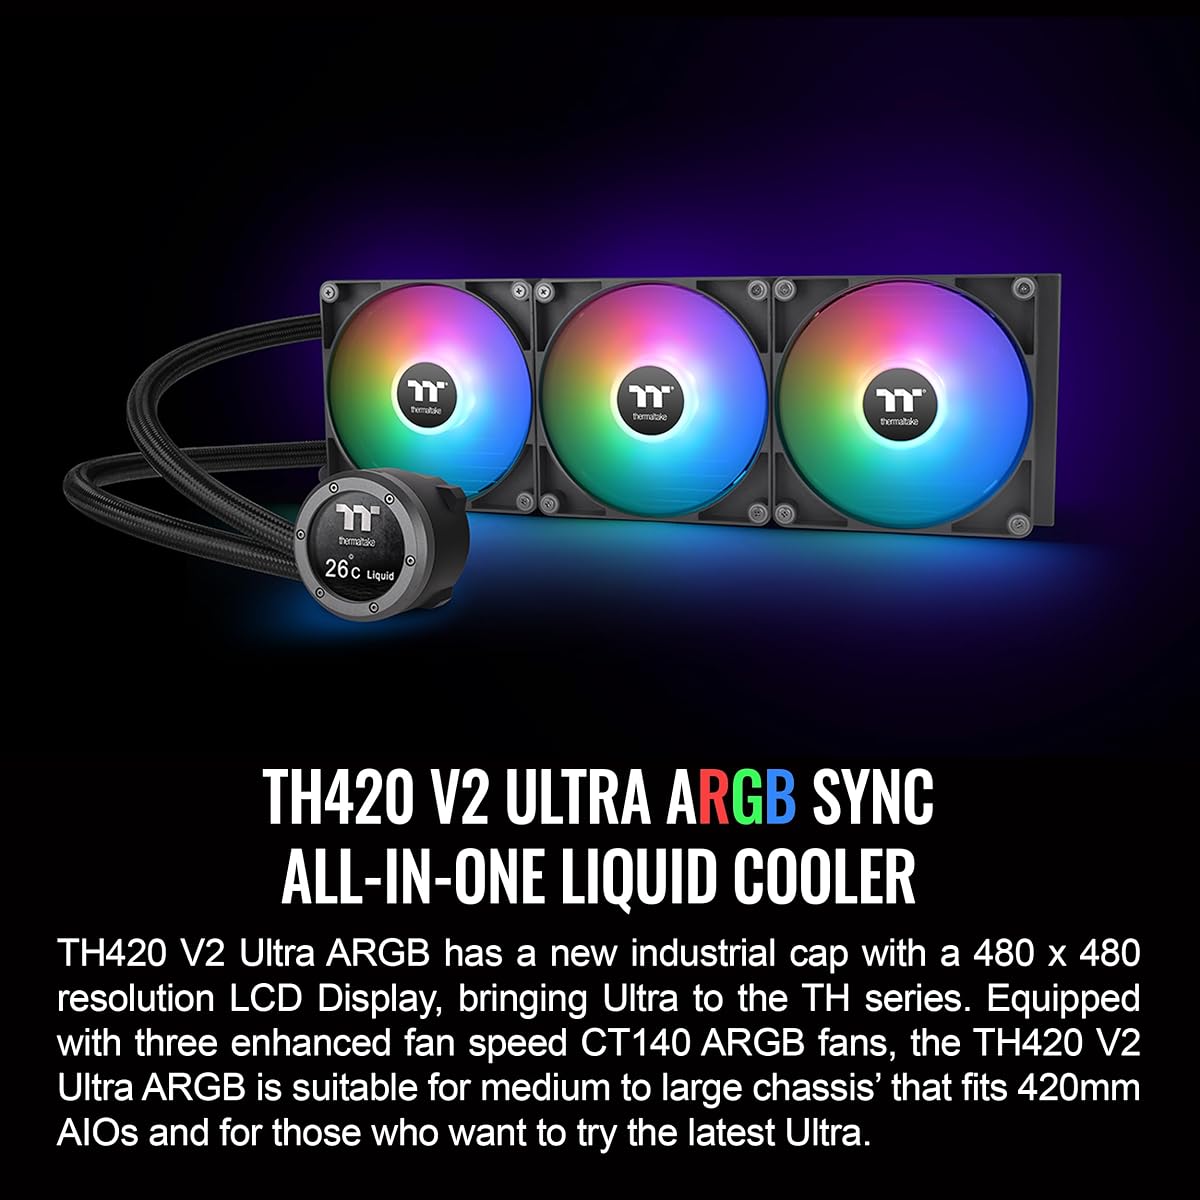 thermaltake
thermaltake
thermaltake
thermaltake
26°C Liquid
TH420 V2 ULTRA ARGB SYNC
ALL-IN-ONE LIQUID COOLER
TH420 V2 Ultra ARGB has a new industrial cap with a 480 x 480
resolution LCD Display, bringing Ultra to the TH series. Equipped
with three enhanced fan speed CT140 ARGB fans, the TH420 V2
Ultra ARGB is suitable for medium to large chassis’ that fits 420mm
AIOs and for those who want to try the latest Ultra.